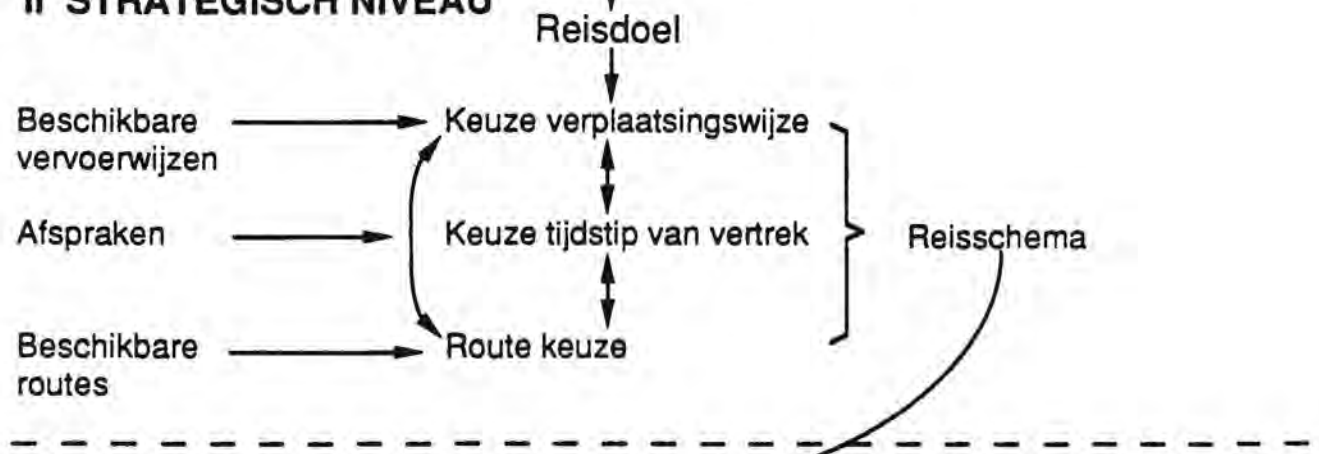 II STRATEGISCH NIVEAU
Reisdoel
Beschikbare
vervoerwijzen
Keuze verplaatsingswijze
Afspraken
Keuze tijdstip van vertrek
Reisschema
Beschikbare
routes
Route keuze